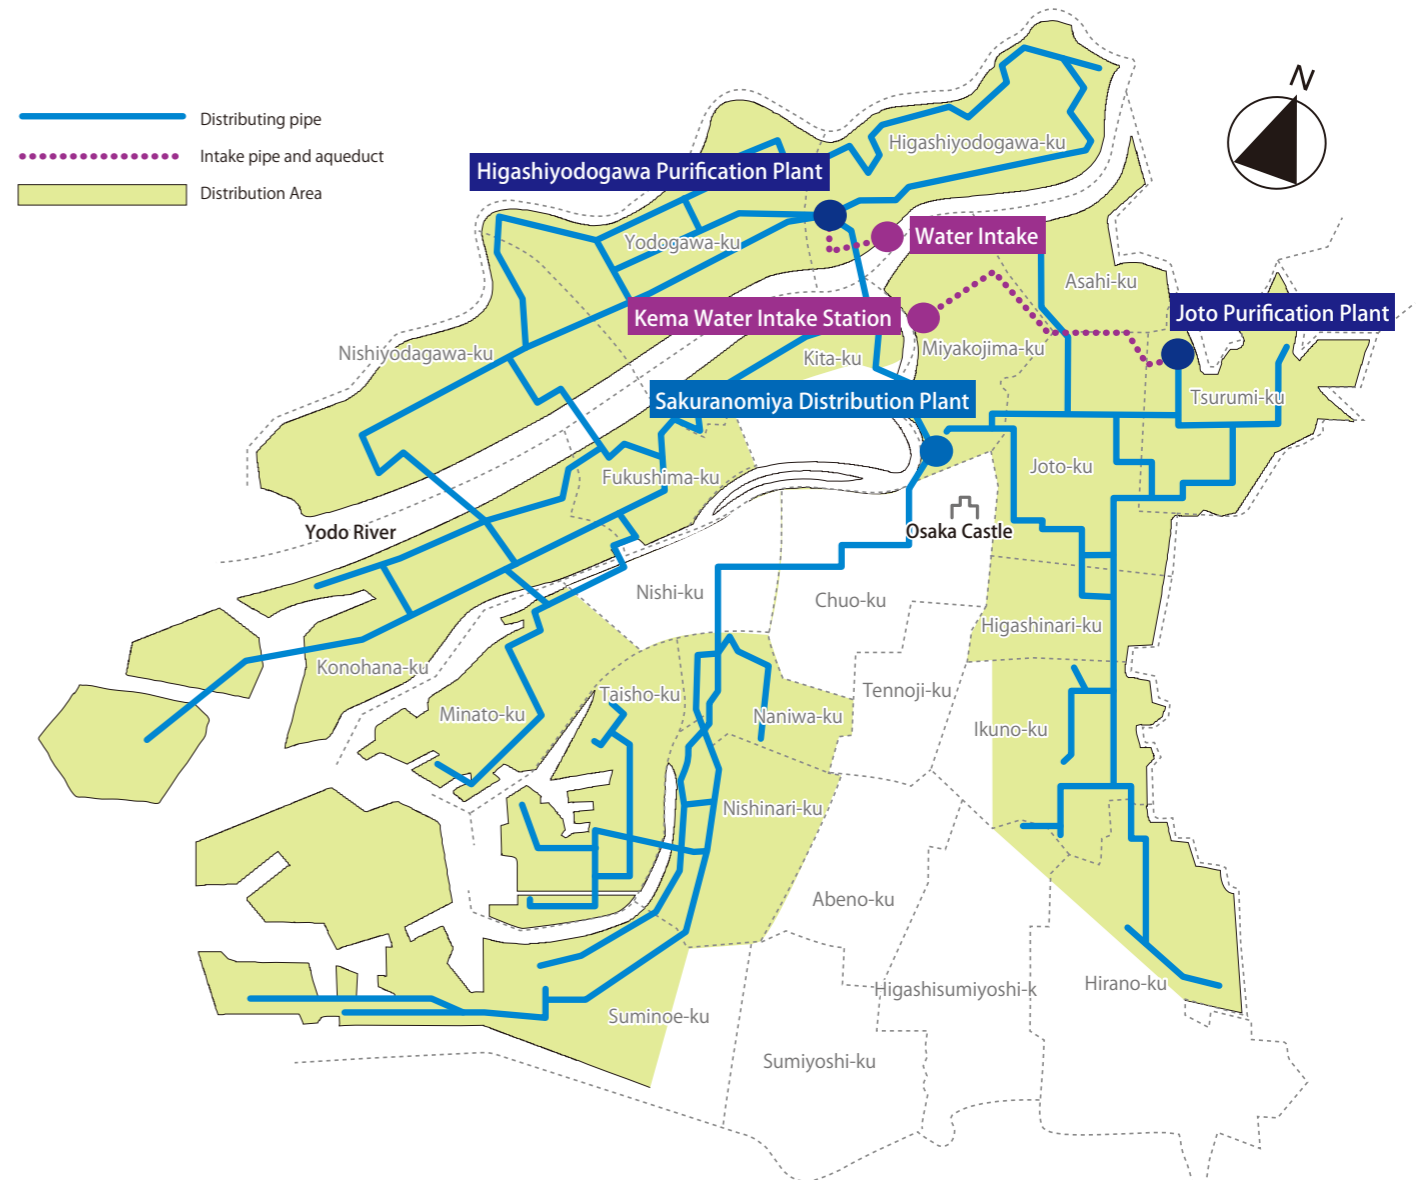 N
Distributing pipe
Intake pipe and aqueduct
Distribution Area
Higashiyodogawa-ku
Higashiyodogawa Purification Plant
Yodogawa-ku
Water Intake
Asahi-ku
Kema Water Intake Station
Joto Purification Plant
Nishiyodagawa-ku
Kita-ku
Miyakojima-ku
Sakuranomiya Distribution Plant
Tsurumi-ku
Fukushima-ku
Joto-ku
Yodo River
Osaka Castle
Nishi-ku
Chuo-ku
Higashinari-ku
Konohana-ku
Taisho-ku
Tennoji-ku
Minato-ku
Naniwa-ku
Ikuno-ku
Nishinari-ku
Abeno-ku
Higashisumiyoshi-k
Hirano-ku
Suminoe-ku
Sumiyoshi-ku